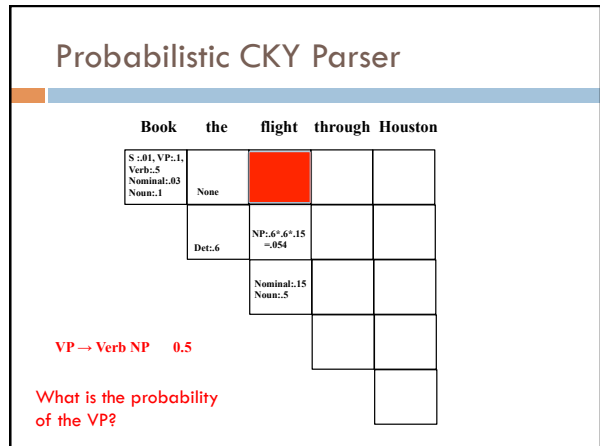 Probabilistic CKY Parser
Book the flight through Houston
S :.01, VP:.1,
Verb:.5
Nominal:.03
Noun:.1
None
Det:.6
NP:.6*.6*.15
=.054
Nominal:.15
Noun:.5
VP → Verb NP 0.5
What is the probability
of the VP?